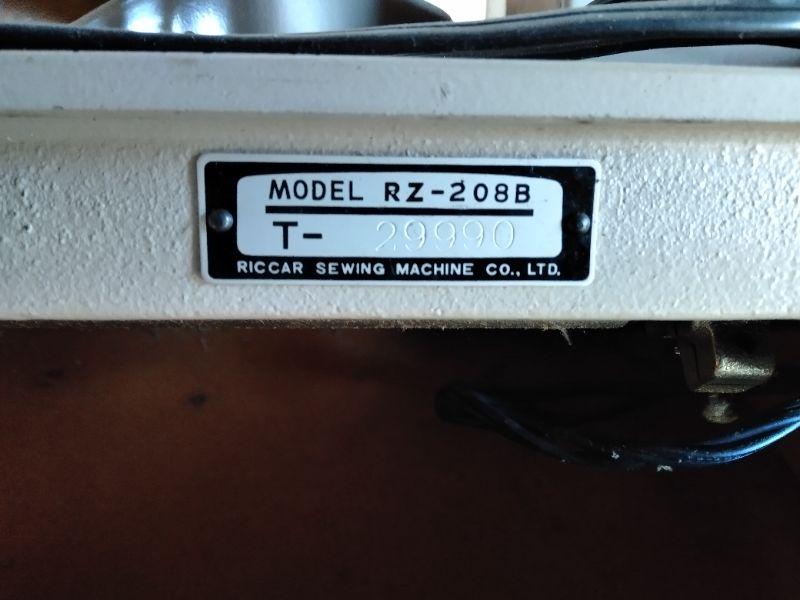 MODEL RZ-208B
T- 29990
RICCAR SEWING MACHINE CO., LTD.